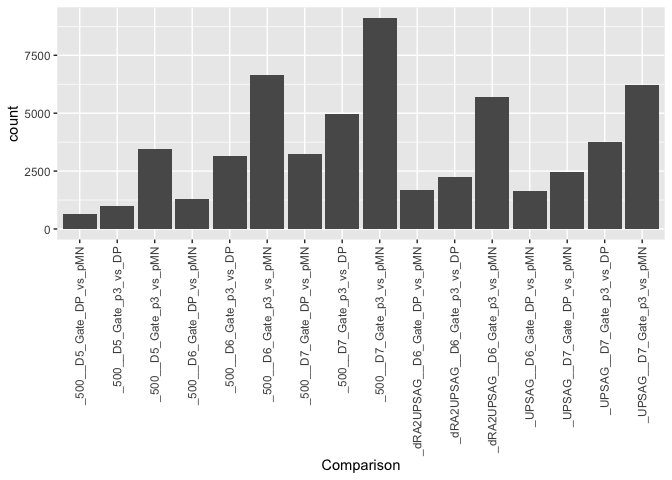 7500
5000
2500
0
count
_500__D5_Gate_DP_vs_pMN
_500__D5_Gate_p3_vs_DP
_500__D5_Gate_p3_vs_pMN
_500__D6_Gate_DP_vs_pMN
_500__D6_Gate_p3_vs_DP
_500__D6_Gate_p3_vs_pMN
_500__D7_Gate_DP_vs_pMN
_500__D7_Gate_p3_vs_DP
_500__D7_Gate_p3_vs_pMN
_dRA2UPSAG__D6_Gate_DP_vs_pMN
_dRA2UPSAG__D6_Gate_p3_vs_DP
_dRA2UPSAG__D6_Gate_p3_vs_pMN
_UPSAG__D6_Gate_DP_vs_pMN
_UPSAG__D7_Gate_DP_vs_pMN
_UPSAG__D7_Gate_p3_vs_DP
_UPSAG__D7_Gate_p3_vs_pMN
Comparison